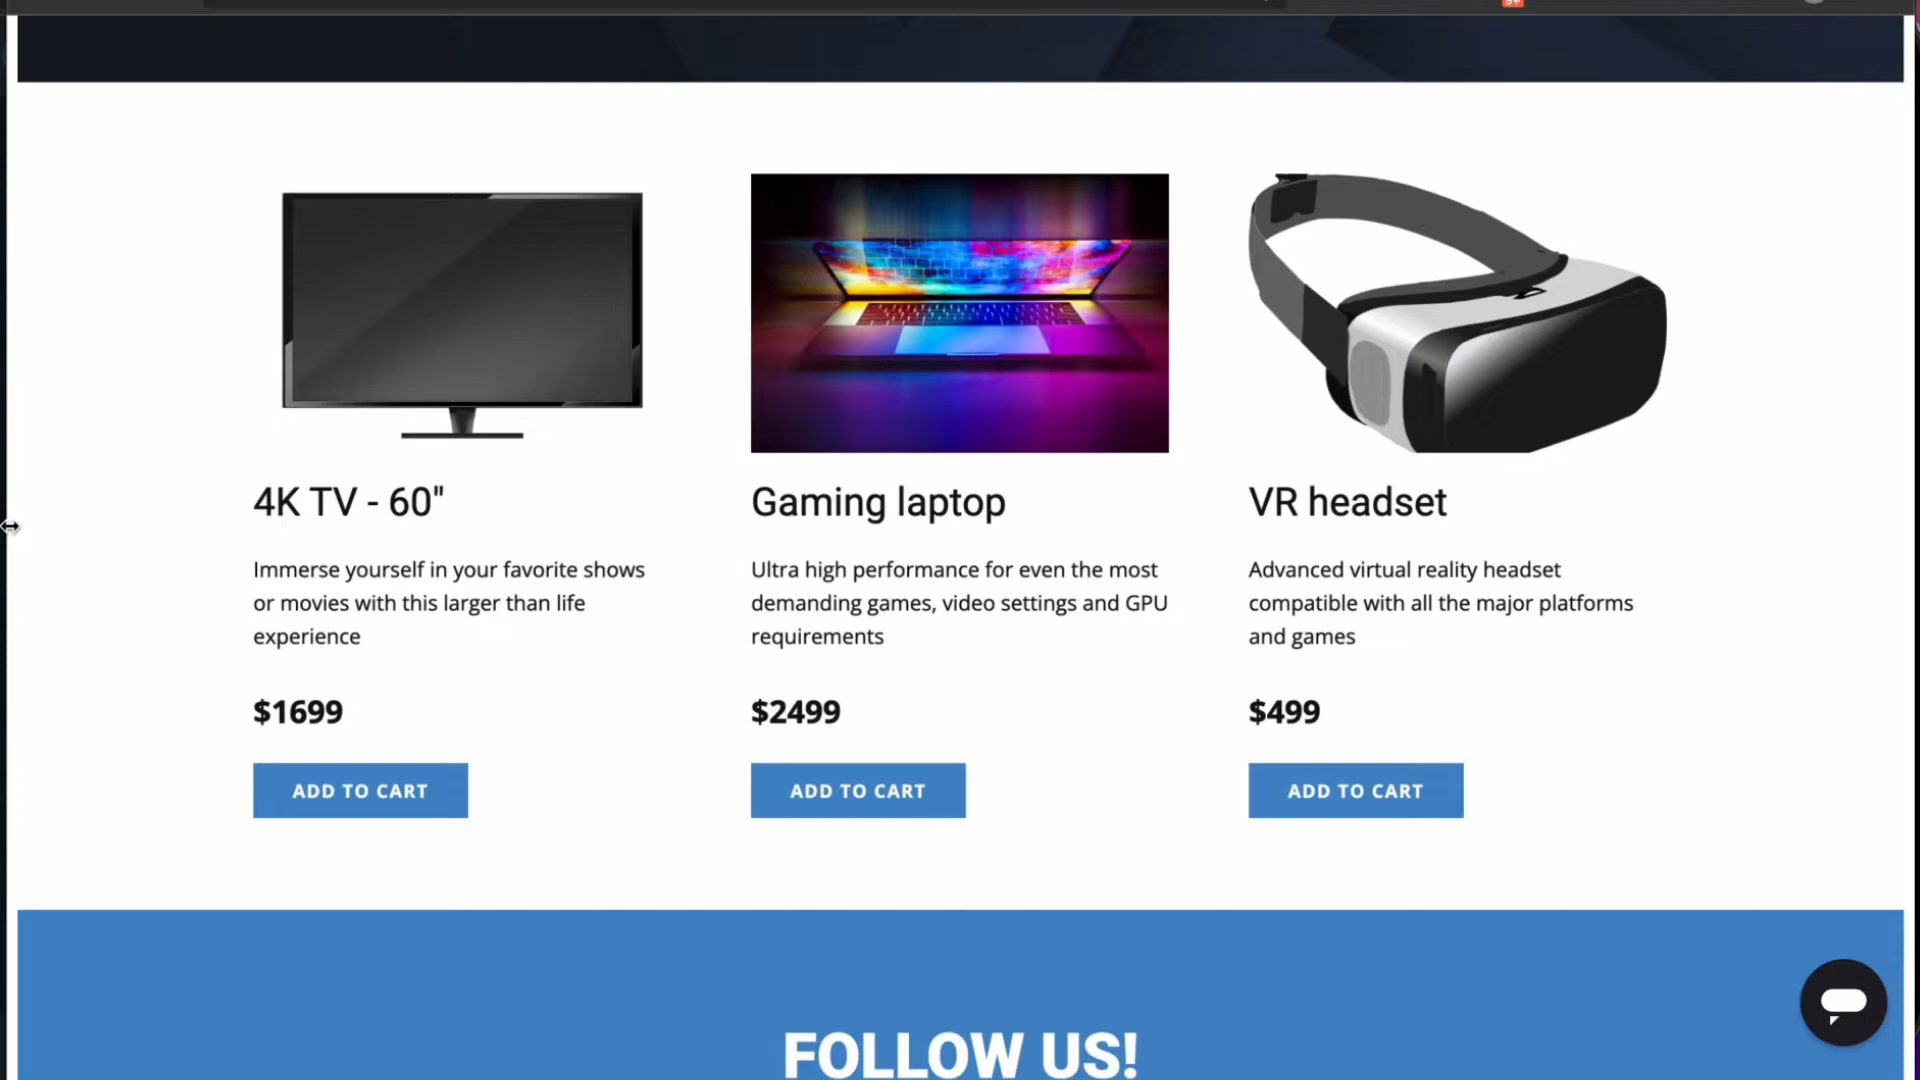 9+
4K TV - 60"
Immerse yourself in your favorite shows
or movies with this larger than life
experience
$1699
ADD TO CART
Gaming laptop
Ultra high performance for even the most
demanding games, video settings and GPU
requirements
$2499
ADD TO CART
VR headset
Advanced virtual reality headset
compatible with all the major platforms
and games
$499
ADD TO CART
FOLLOW US!